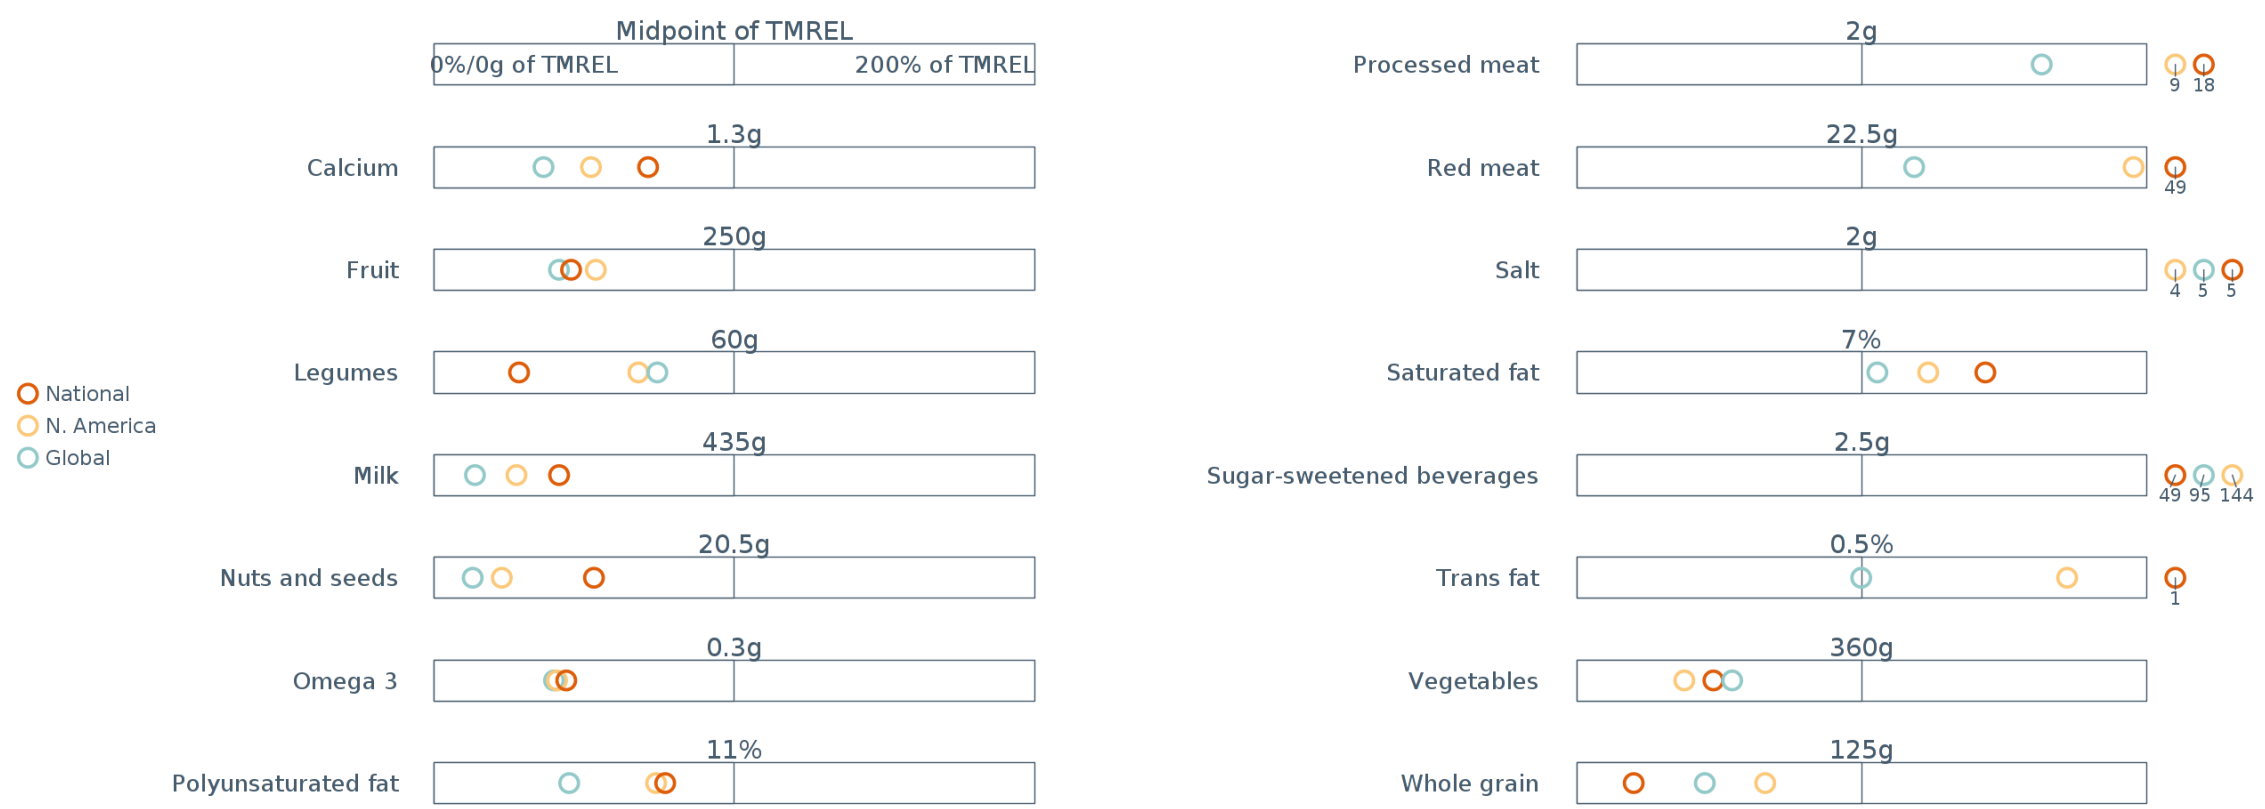 Midpoint of TMREL
0%/0g of TMREL
200% of TMREL
1.3g
Calcium
250g
Fruit
60g
Legumes
435g
Milk
20.5g
Nuts and seeds
0.3g
Omega 3
11%
Polyunsaturated fat
National
N. America
Global
2g
Processed meat
9 18
22.5g
Red meat
49
2g
Salt
4 5 5
7%
Saturated fat
2.5g
Sugar-sweetened beverages
49 95 144
0.5%
Trans fat
1
360g
Vegetables
125g
Whole grain